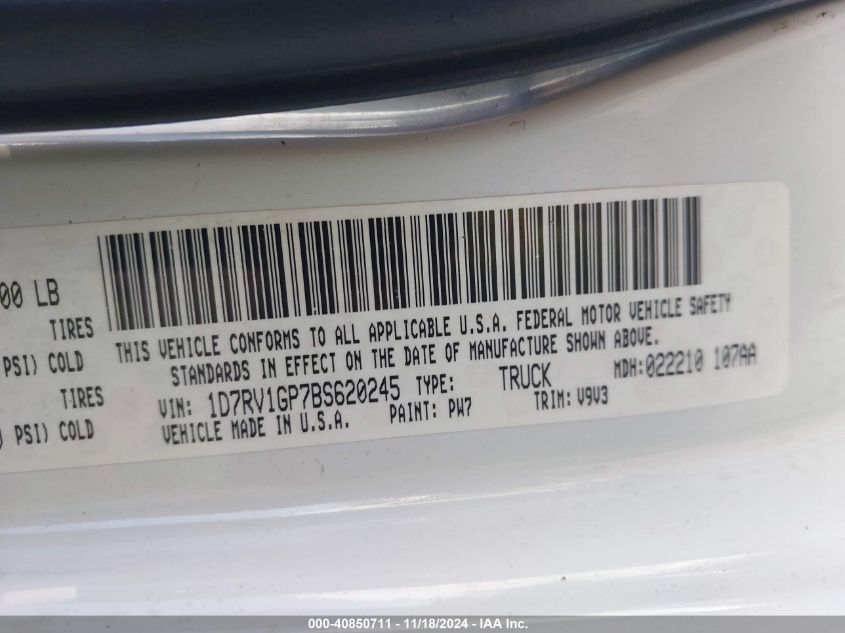 00 LB
TIRES
PSI) COLD
TIRES
) PSI) COLD
THIS VEHICLE CONFORMS TO ALL APPLICABLE U.S.A. FEDERAL MOTOR VEHICLE SAFETY
STANDARDS IN EFFECT ON THE DATE OF MANUFACTURE SHOWN ABOVE.
VIN: 1D7RV1GP7BS620245 TYPE: TRUCK MDH:022210 107AA
VEHICLE MADE IN U.S.A. PAINT: PW7 TRIM: V9V3
000-40850711 - 11/18/2024 - IAA Inc.